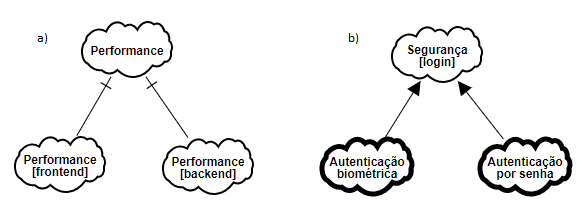 a)
Performance
Performance
[frontend]
Performance
[backend]
b)
Segurança
[login]
Autenticação
biométrica
Autenticação
por senha